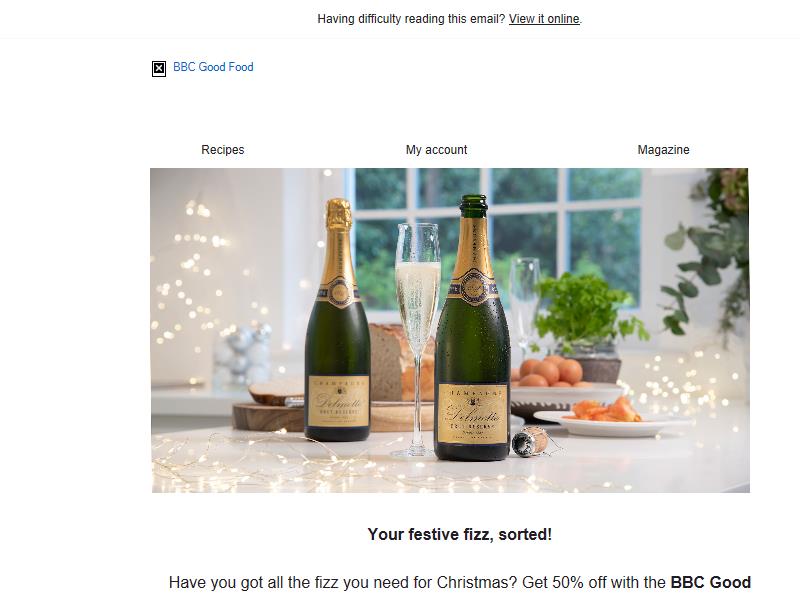 Having difficulty reading this email? View it online.
BBC Good Food
Recipes My account Magazine
CHAMPAGNE
Delmotte
BRUT RESERVE
CHAMPAGNE
Delmotte
BRUT RESERVE
Your festive fizz, sorted!
Have you got all the fizz you need for Christmas? Get 50% off with the BBC Good